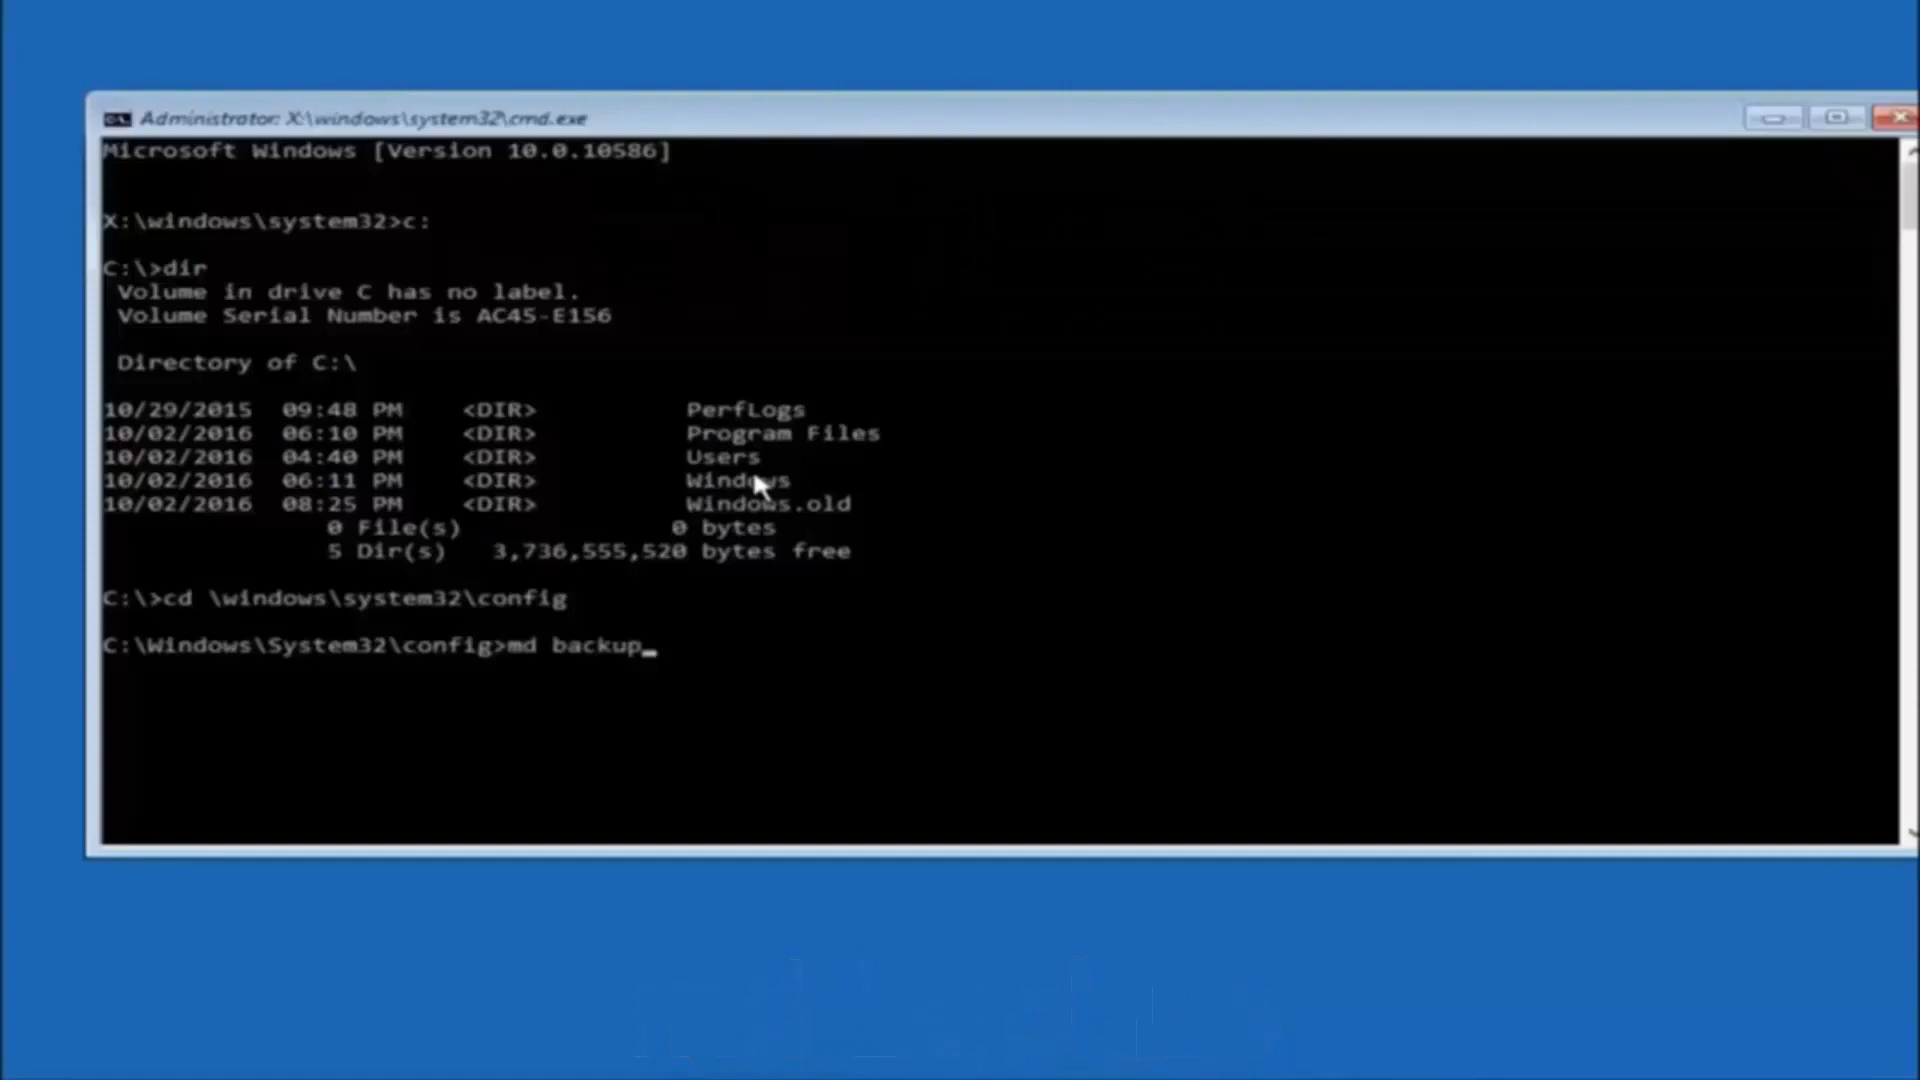 Administrator: X:\windows\system32\cmd.exe
Microsoft Windows [Version 10.0.10586]
X:\windows\system32>c:
C:\>dir
Volume in drive C has no label.
Volume Serial Number is AC45-E156
Directory of C:\
10/29/2015 09:48 PM <DIR> PerfLogs
10/02/2016 06:10 PM <DIR> Program Files
10/02/2016 04:40 PM <DIR> Users
10/02/2016 06:11 PM <DIR> Windows
10/02/2016 08:25 PM <DIR> Windows.old
0 File(s) 0 bytes
5 Dir(s) 3,736,555,520 bytes free
C:\>cd \windows\system32\config
C:\Windows\System32\config>md backup_